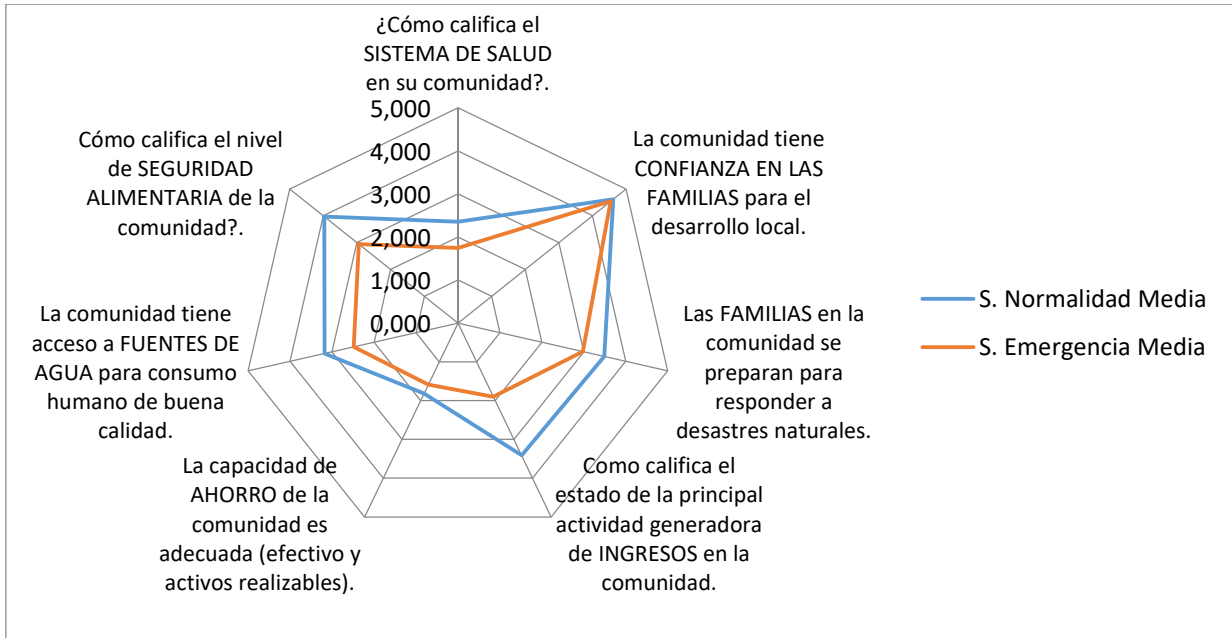 ¿Cómo califica el
SISTEMA DE SALUD
en su comunidad?.
5,000
4,000
3,000
2,000
1,000
0,000
La comunidad tiene
CONFIANZA EN LAS
FAMILIAS para el
desarrollo local.
Las FAMILIAS en la
comunidad se
preparan para
responder a
desastres naturales.
Como califica el
estado de la principal
actividad generadora
de INGRESOS en la
comunidad.
La capacidad de
AHORRO de la
comunidad es
adecuada (efectivo y
activos realizables).
La comunidad tiene
acceso a FUENTES DE
AGUA para consumo
humano de buena
calidad.
Cómo califica el nivel
de SEGURIDAD
ALIMENTARIA de la
comunidad?.
S. Normalidad Media
S. Emergencia Media